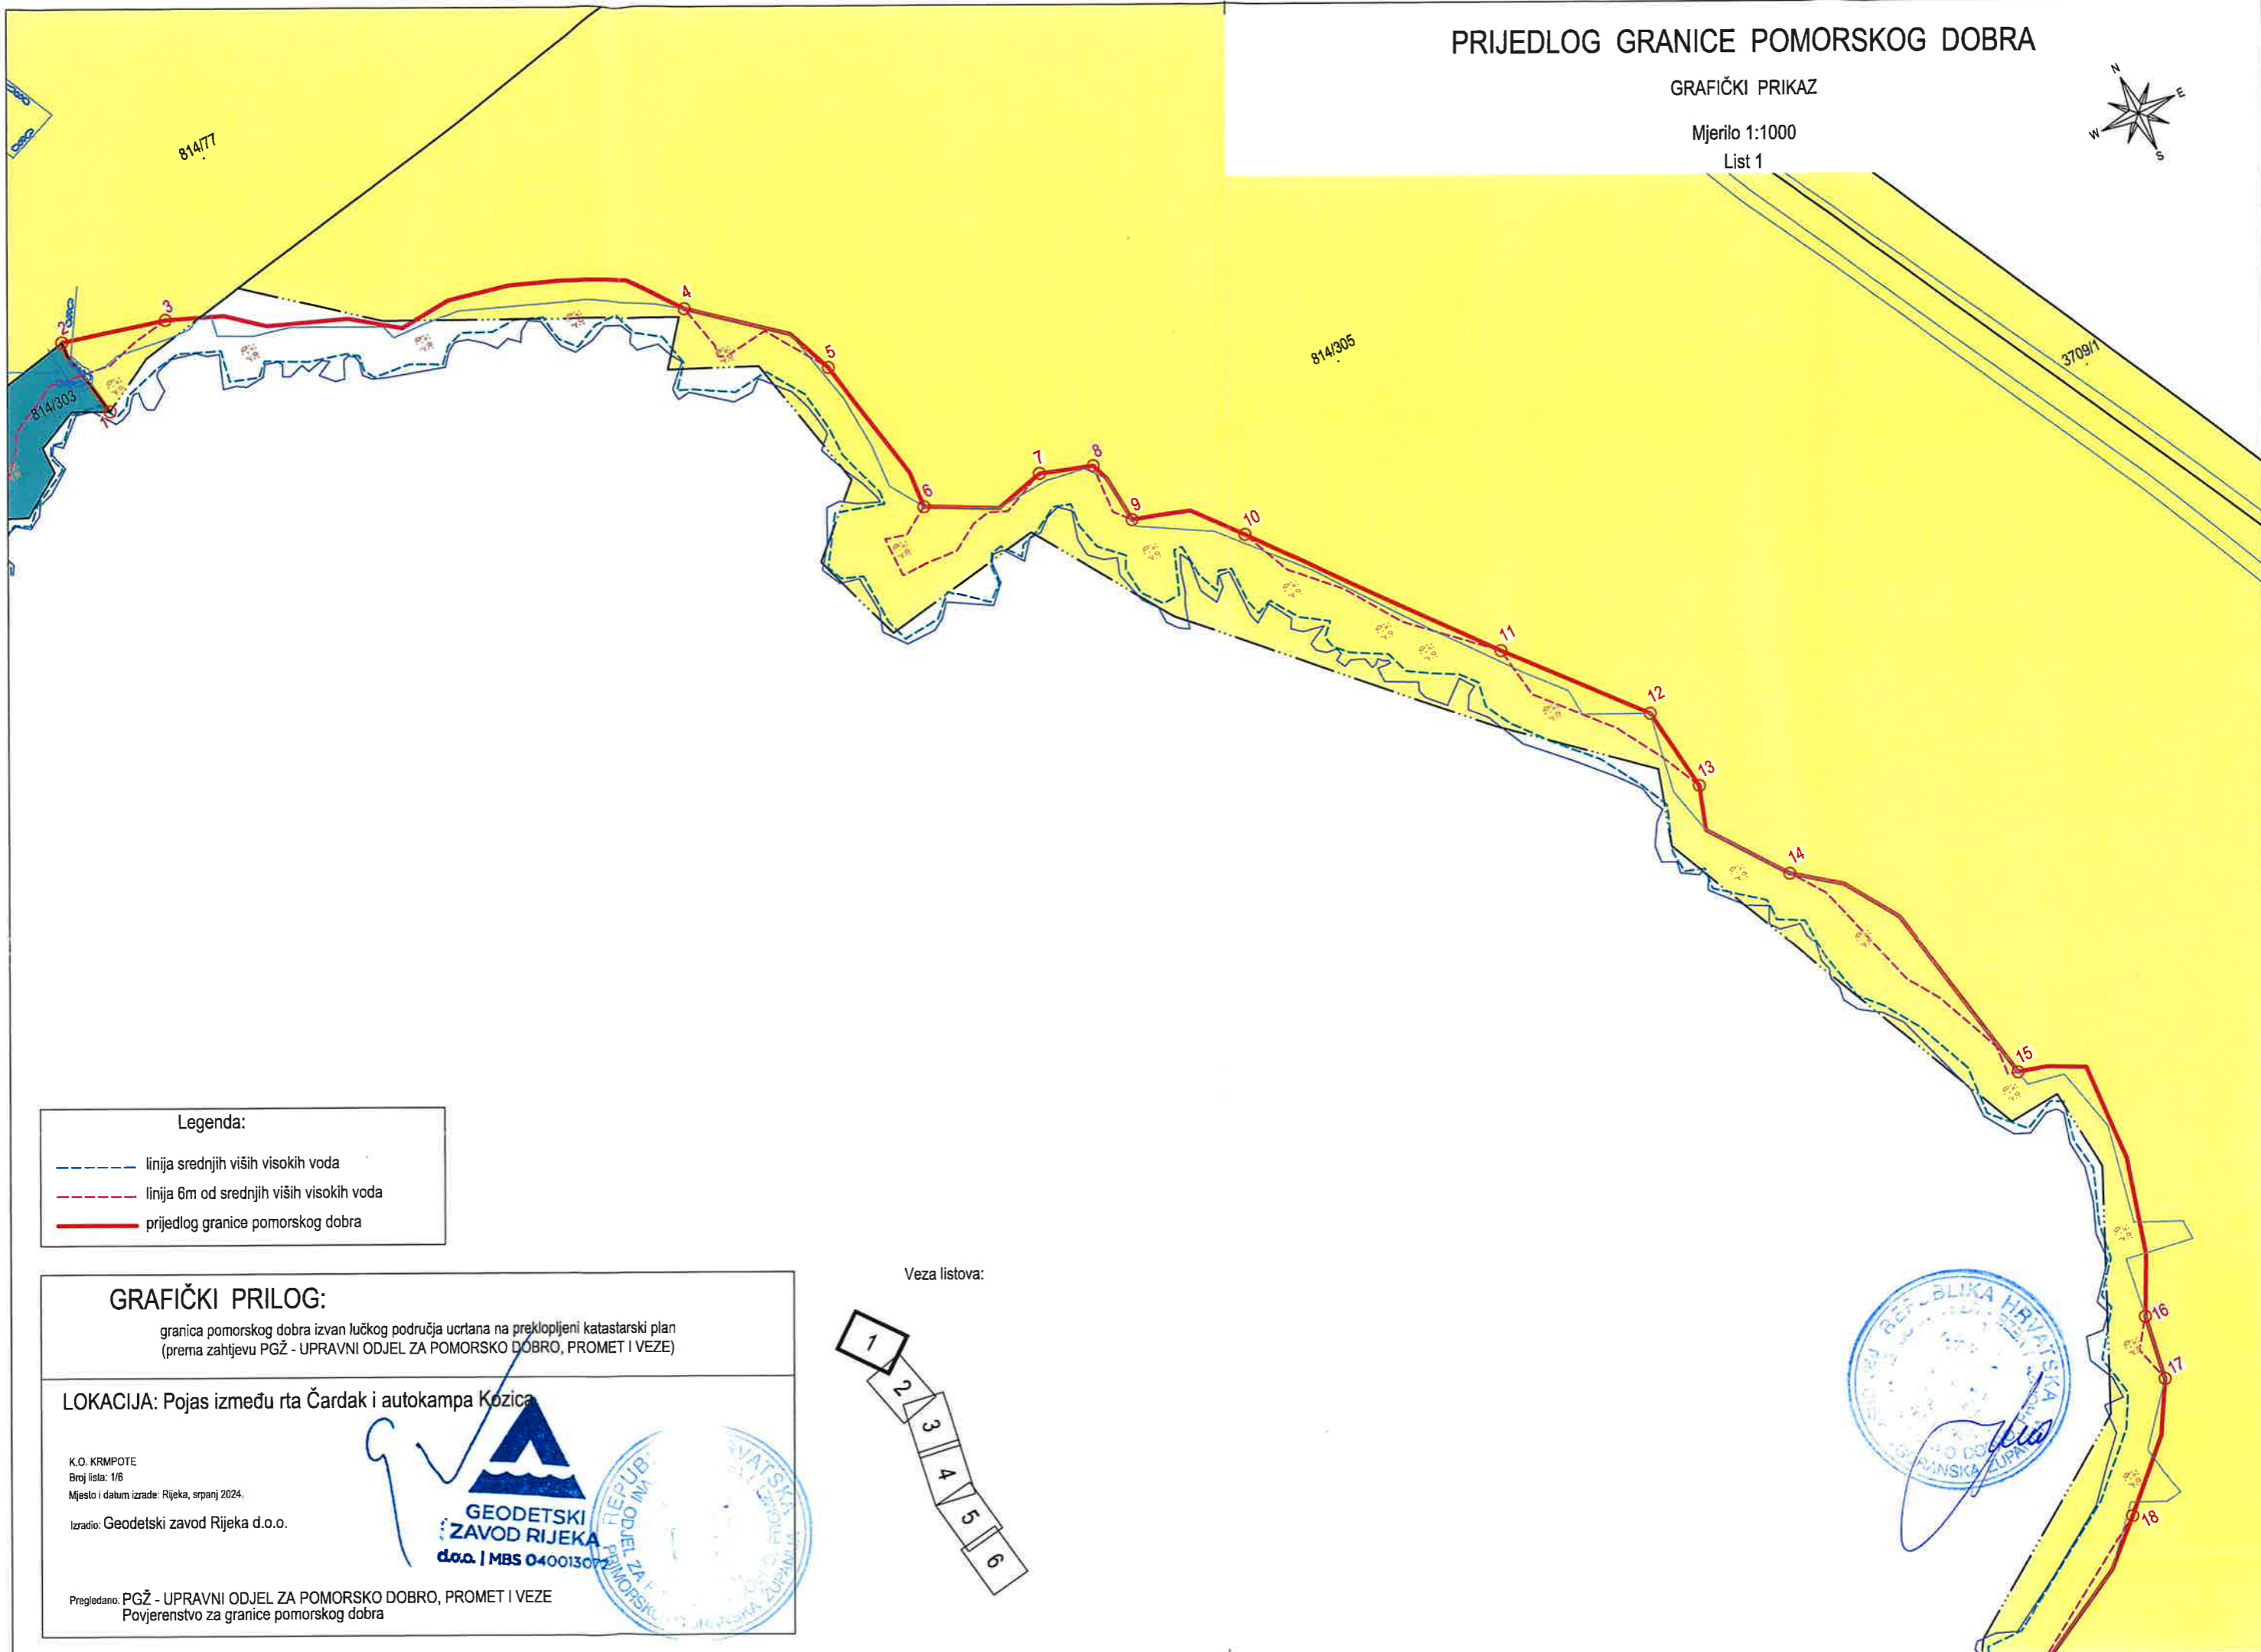 PRIJEDLOG GRANICE POMORSKOG DOBRA
GRAFIČKI PRIKAZ
Mjerilo 1:1000
List 1
N
E
W
S
814/77
814/305
3709/1
814/303
1
2
3
4
5
6
7
8
9
10
11
12
13
14
15
16
17
18
Legenda:
linija srednjih viših visokih voda
linija 6m od srednjih viših visokih voda
prijedlog granice pomorskog dobra
GRAFIČKI PRILOG:
granica pomorskog dobra izvan lučkog područja ucrtana na preklopljeni katastarski plan
(prema zahtjevu PGŽ - UPRAVNI ODJEL ZA POMORSKO DOBRO, PROMET I VEZE)
LOKACIJA: Pojas između rta Čardak i autokampa Kozica
K.O. KRMPOTE
Broj lista: 1/6
Mjesto i datum izrade: Rijeka, srpanj 2024.
Izradio: Geodetski zavod Rijeka d.o.o.
GEODETSKI
ZAVOD RIJEKA
d.o.o. | MBS 040013072
Pregledano: PGŽ - UPRAVNI ODJEL ZA POMORSKO DOBRO, PROMET I VEZE
Povjerenstvo za granice pomorskog dobra
Veza listova:
1
2
3
4
5
6
HRVATSKA